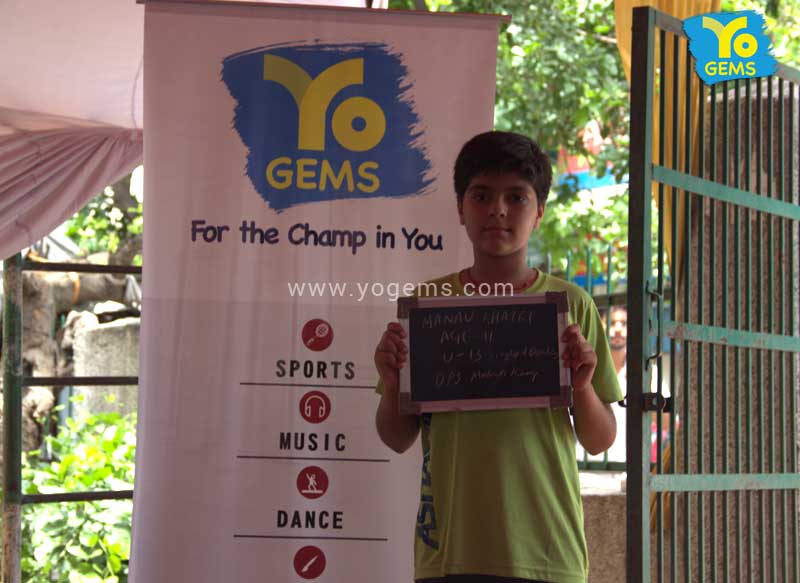 Yo
GEMS
Yo
GEMS
For the Champ in You
www.yogems.com
MANAV KHATRI
AGE - 11
U-13
DPS
SPORTS
MUSIC
DANCE